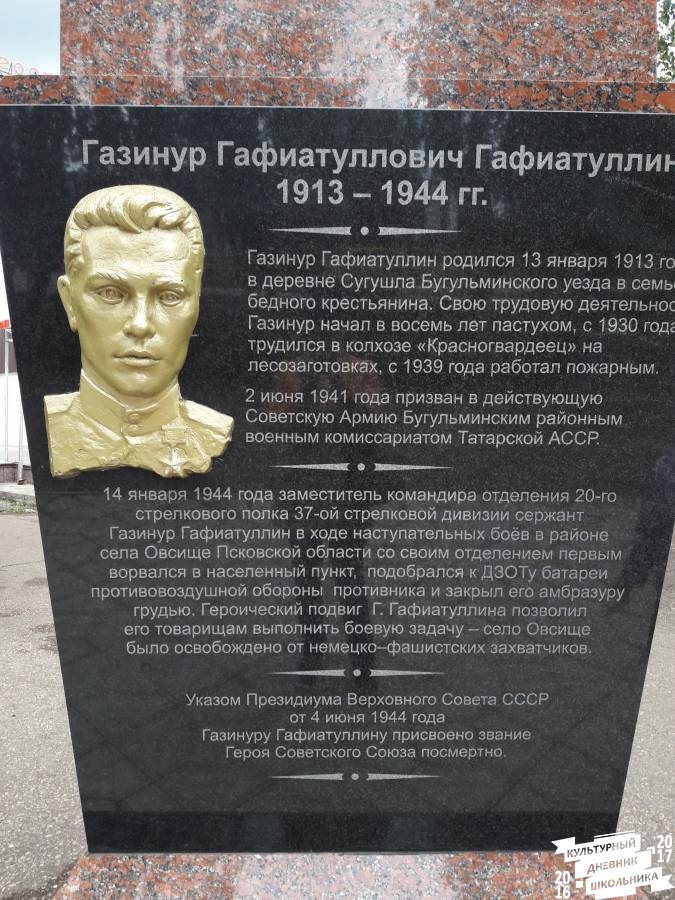 Газинур Гафиатуллович Гафиатуллин
1913 – 1944 гг.
Газинур Гафиатуллин родился 13 января 1913 го
в деревне Сугушла Бугульминского уезда в семье
бедного крестьянина. Свою трудовую деятельнос
Газинур начал в восемь лет пастухом, с 1930 года
трудился в колхозе «Красногвардеец» на
лесозаготовках, с 1939 года работал пожарным.
2 июня 1941 года призван в действующую
Советскую Армию Бугульминским районным
военным комиссариатом Татарской АССР.
14 января 1944 года заместитель командира отделения 20-го
стрелкового полка 37-ой стрелковой дивизии сержант
Газинур Гафиатуллин в ходе наступательных боёв в районе
села Овсище Псковской области со своим отделением первым
ворвался в населенный пункт, подобрался к ДЗОТу батареи
противовоздушной обороны противника и закрыл его амбразуру
грудью. Героический подвиг Г. Гафиатуллина позволил
его товарищам выполнить боевую задачу – село Овсище
было освобождено от немецко–фашистских захватчиков.
Указом Президиума Верховного Совета СССР
от 4 июня 1944 года
Газинуру Гафиатуллину присвоено звание
Героя Советского Союза посмертно.
КУЛЬТУРНЫЙ
ДНЕВНИК
ШКОЛЬНИКА
2016
2017